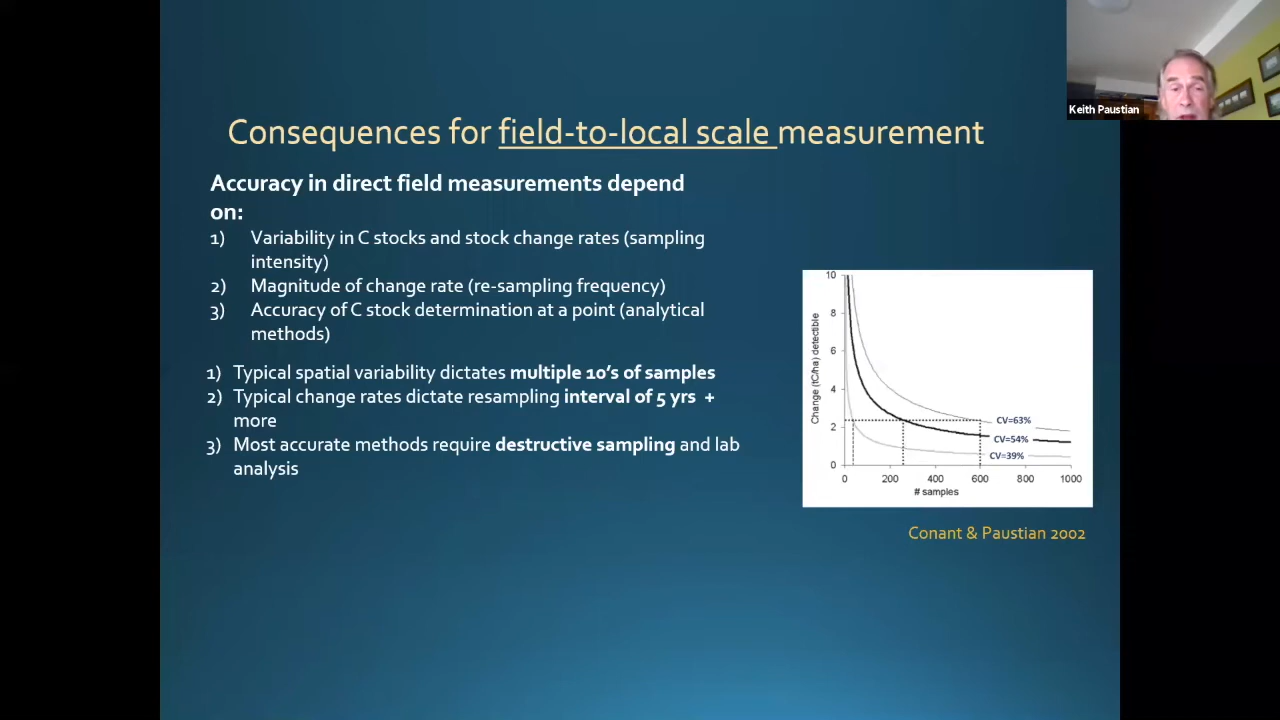 Keith Paustian
Consequences for field-to-local scale measurement
Accuracy in direct field measurements depend
on:
1) Variability in C stocks and stock change rates (sampling
intensity)
2) Magnitude of change rate (re-sampling frequency)
3) Accuracy of C stock determination at a point (analytical
methods)
1) Typical spatial variability dictates multiple 10's of samples
2) Typical change rates dictate resampling interval of 5 yrs +
more
3) Most accurate methods require destructive sampling and lab
analysis
Change (tC/ha) detectible
10
8
6
4
2
0
CV=63%
CV=54%
CV=39%
0 200 400 600 800 1000
# samples
Conant & Paustian 2002